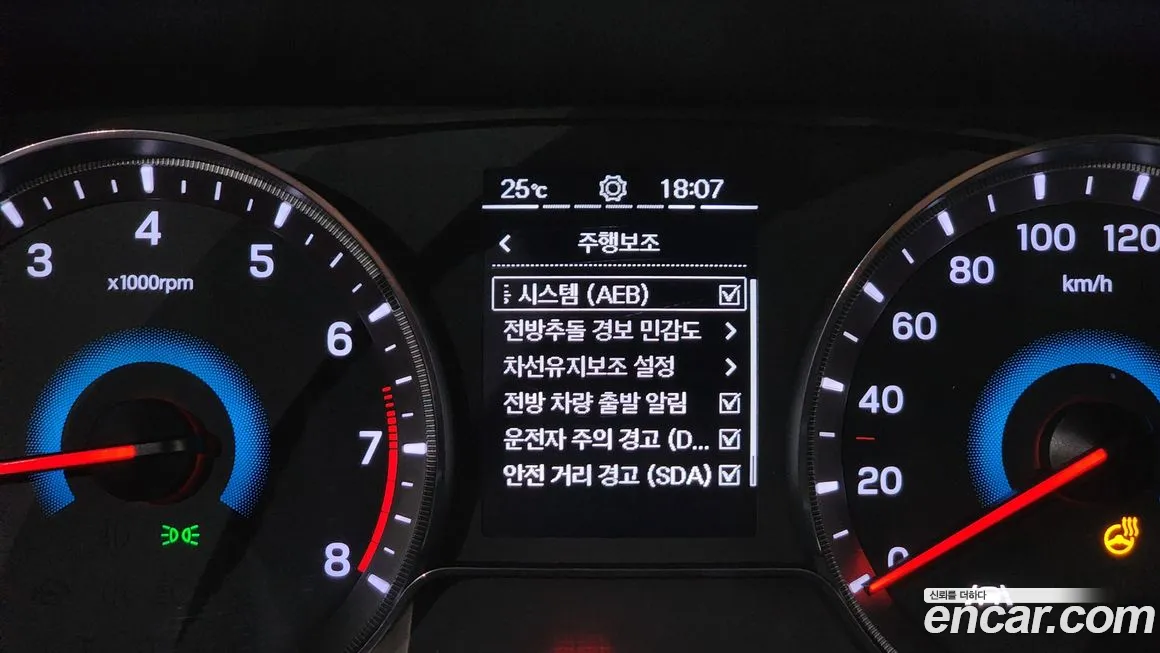 25℃ 18:07
주행보조
시스템 (AEB)
전방추돌 경보 민감도
차선유지보조 설정
전방 차량 출발 알림
운전자 주의 경고 (D...
안전 거리 경고 (SDA)
3
4
5
6
7
8
x1000rpm
0
20
40
60
80
100
120
km/h
신뢰를 더하다
encar.com